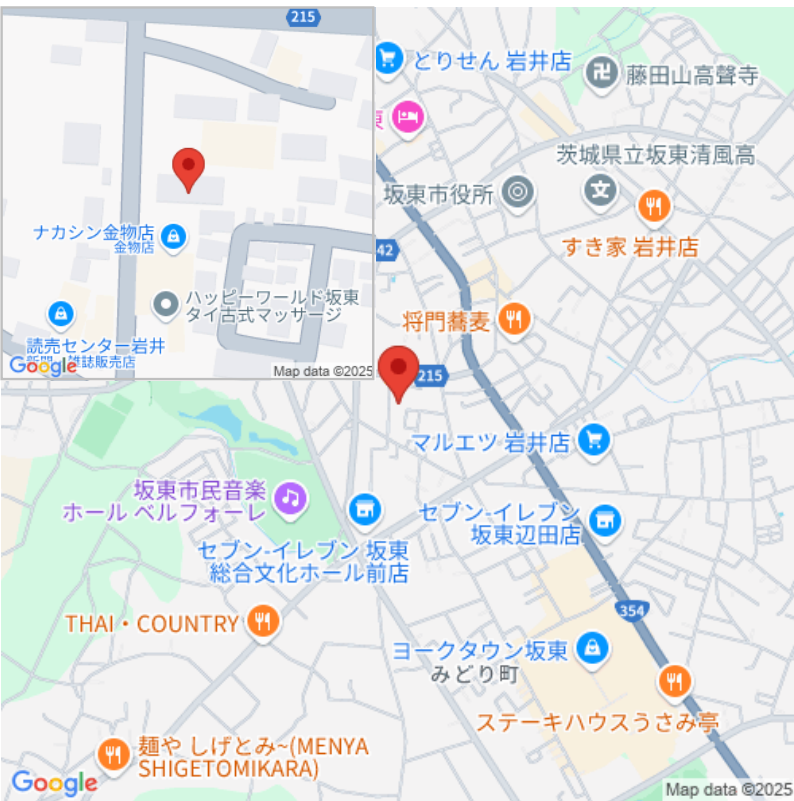 215
ナカシン金物店
金物店
ハッピーワールド坂東
タイ古式マッサージ
読売センター岩井
新聞・雑誌販売店
Google
Map data ©2025
とりせん 岩井店
藤田山高聲寺
茨城県立坂東清風高
坂東市役所
すき家 岩井店
42
将門蕎麦
215
マルエツ 岩井店
坂東市民音楽
ホール ベルフォーレ
セブン-イレブン
坂東辺田店
セブン-イレブン 坂東
総合文化ホール前店
354
THAI・COUNTRY
ヨークタウン坂東
みどり町
ステーキハウスうさみ亭
麺や しげとみ~(MENYA
SHIGETOMIKARA)
Google
Map data ©2025